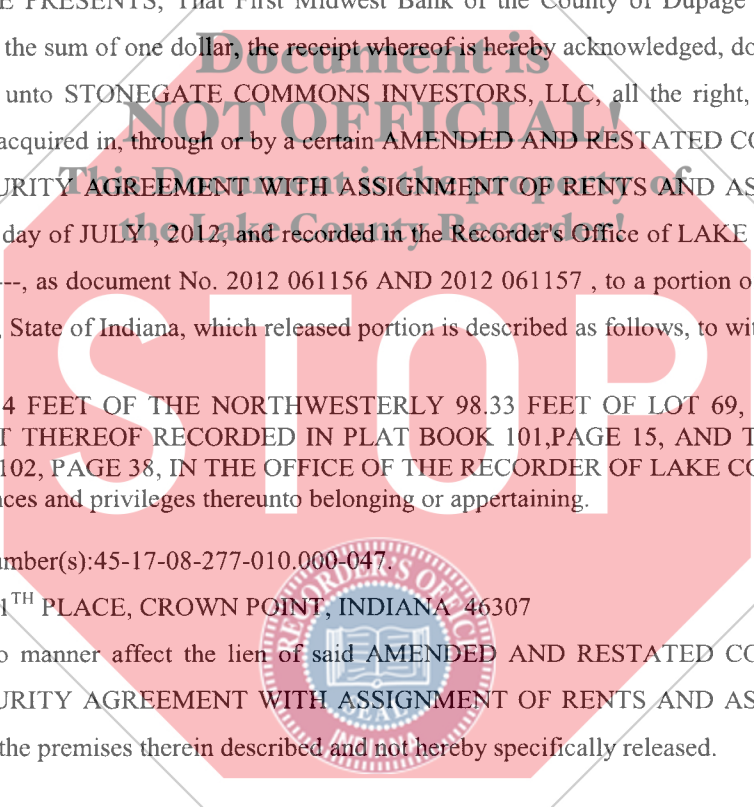 E PRESENTS, That First Midwest Bank of the County of Dupage
the sum of one dollar, the receipt whereof is hereby acknowledged, do
Document is
unto STONEGATE COMMONS INVESTORS, LLC, all the right,
NOT OFFICIAL!
acquired in, through or by a certain AMENDED AND RESTATED CO
This Document is the property of
URITY AGREEMENT WITH ASSIGNMENT OF RENTS AND AS
the Lake County Recorder!
day of JULY , 2012, and recorded in the Recorder's Office of LAKE
---, as document No. 2012 061156 AND 2012 061157 , to a portion o
, State of Indiana, which released portion is described as follows, to wi
STOP
4 FEET OF THE NORTHWESTERLY 98.33 FEET OF LOT 69,
T THEREOF RECORDED IN PLAT BOOK 101,PAGE 15, AND T
102, PAGE 38, IN THE OFFICE OF THE RECORDER OF LAKE CO
nces and privileges thereunto belonging or appertaining.
umber(s):45-17-08-277-010.000-047.
1TH PLACE, CROWN POINT, INDIANA 46307
RECORDER'S OFFICE
SEAL
INDIANA
o manner affect the lien of said AMENDED AND RESTATED CO
URITY AGREEMENT WITH ASSIGNMENT OF RENTS AND AS
the premises therein described and not hereby specifically released.